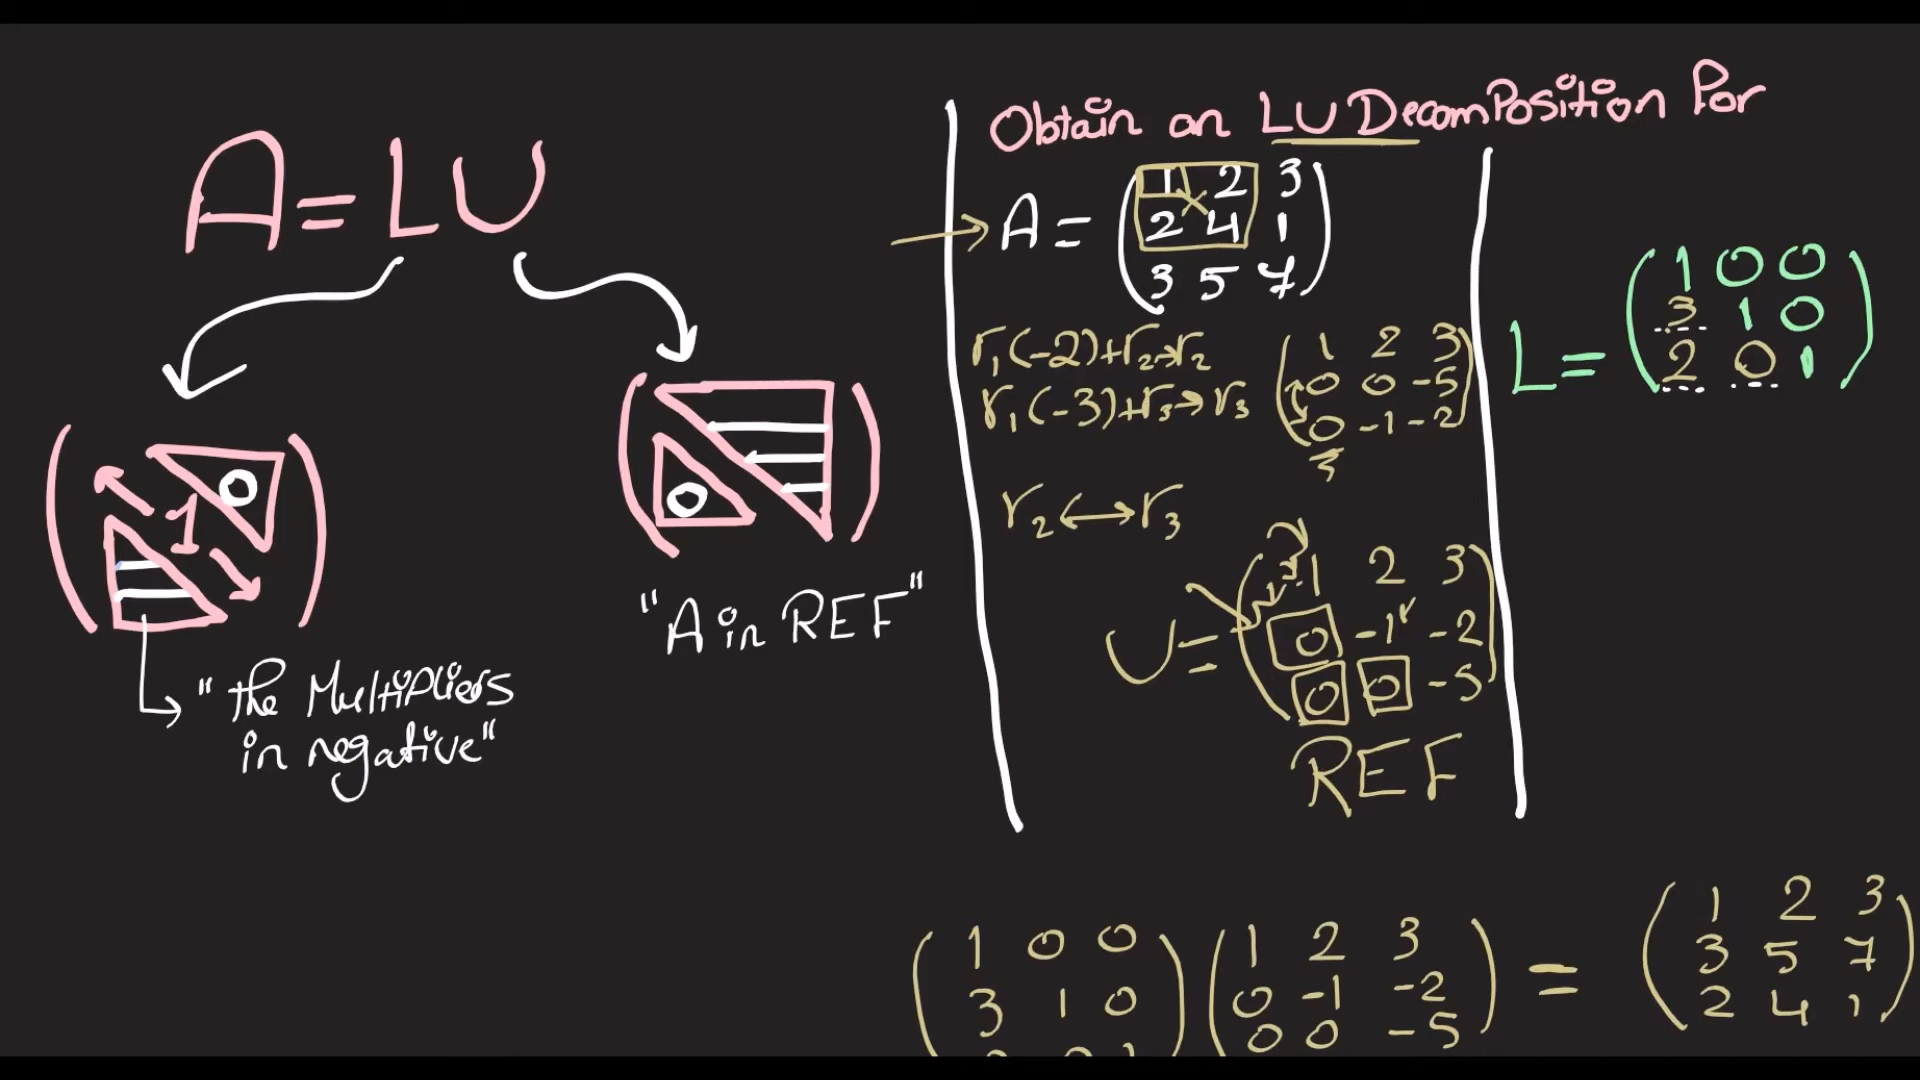 A = LU
"the Multipliers
in negative"
"A in REF"
0
1
0
Obtain an LU Decomposition for
A = (1 2 3
2 4 1
3 5 7)
r₁(-2)+r₂→r₂
r₁(-3)+r₃→r₃
(1 2 3
0 0 -5
0 -1 -2)
r₂ ↔ r₃
U = (1 2 3
0 -1 -2
0 0 -5)
REF
L = (1 0 0
3 1 0
2 0 1)
(1 0 0
3 1 0
(1 2 3
0 -1 -2
0 0 -5)
=
(1 2 3
3 5 7
2 4 1)